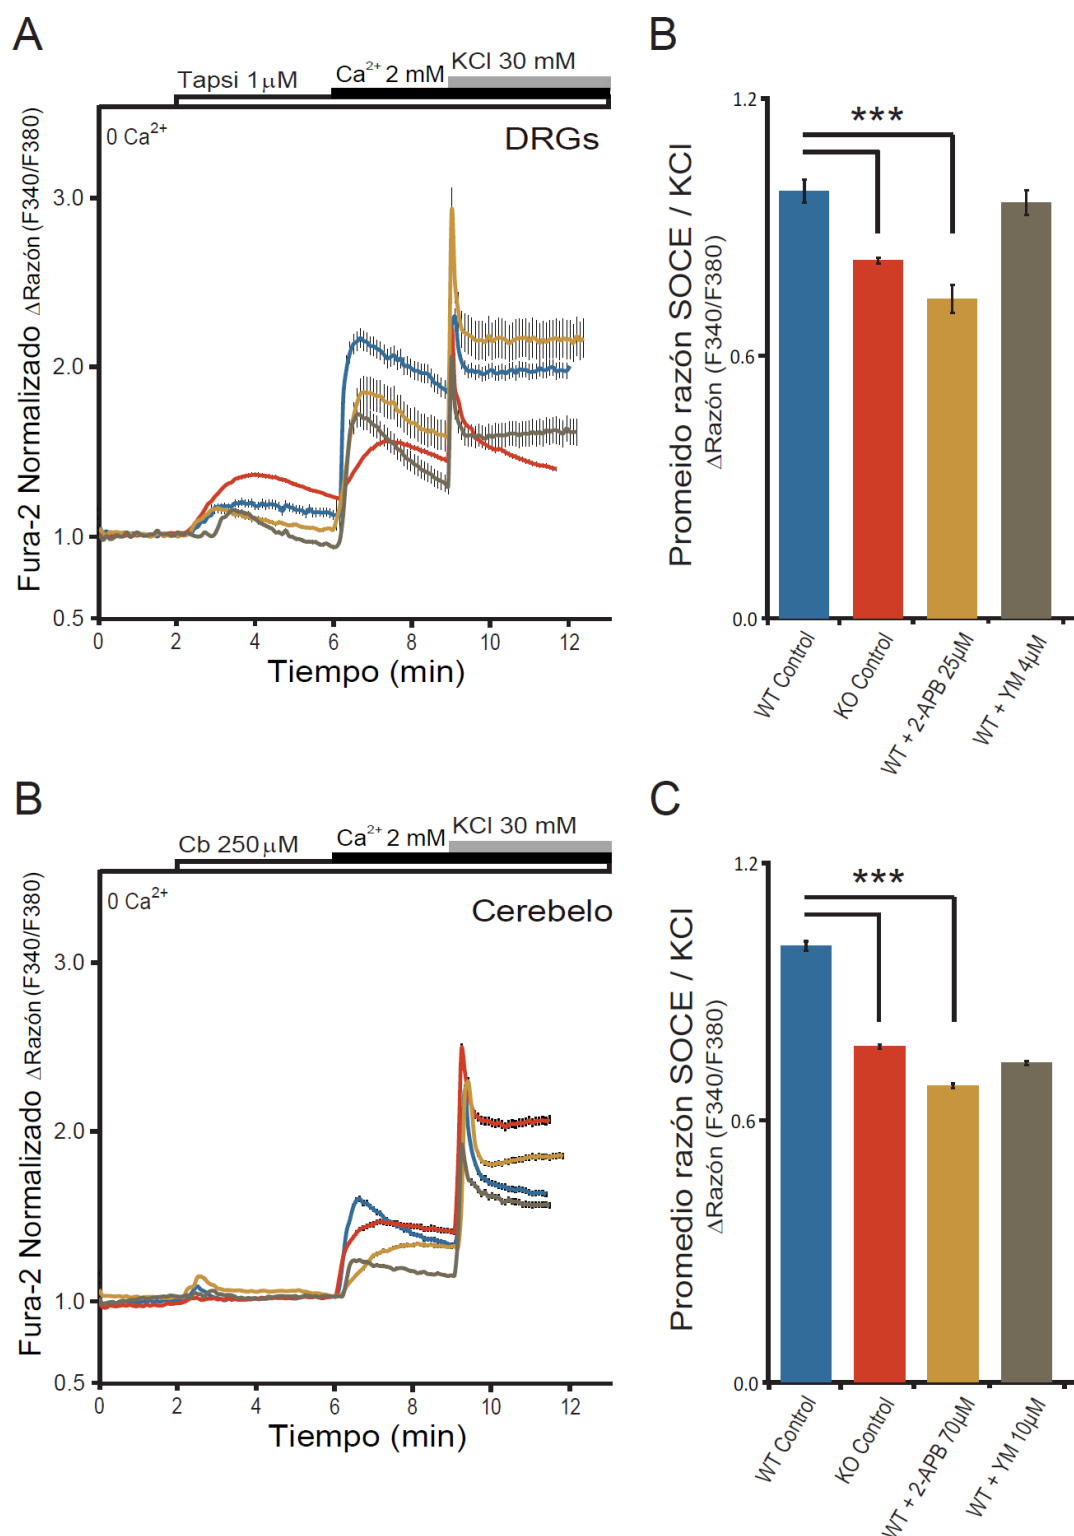 A
Tapsi 1µM
Ca2+ 2 mM
KCl 30 mM
0 Ca2+
DRGs
Fura-2 Normalizado ΔRazón (F340/F380)
3.0
2.0
1.0
0.5
0 2 4 6 8 10 12
Tiempo (min)
B
Promeido razón SOCE / KCl
ΔRazón (F340/F380)
1.2
0.6
0.0
***
WT Control
KO Control
WT + 2-APB 25µM
WT + YM 4µM
B
Cb 250µM
Ca2+ 2 mM
KCl 30 mM
0 Ca2+
Cerebelo
Fura-2 Normalizado ΔRazón (F340/F380)
3.0
2.0
1.0
0.5
0 2 4 6 8 10 12
Tiempo (min)
C
Promedio razón SOCE / KCl
ΔRazón (F340/F380)
1.2
0.6
0.0
***
WT Control
KO Control
WT + 2-APB 70µM
WT + YM 10µM